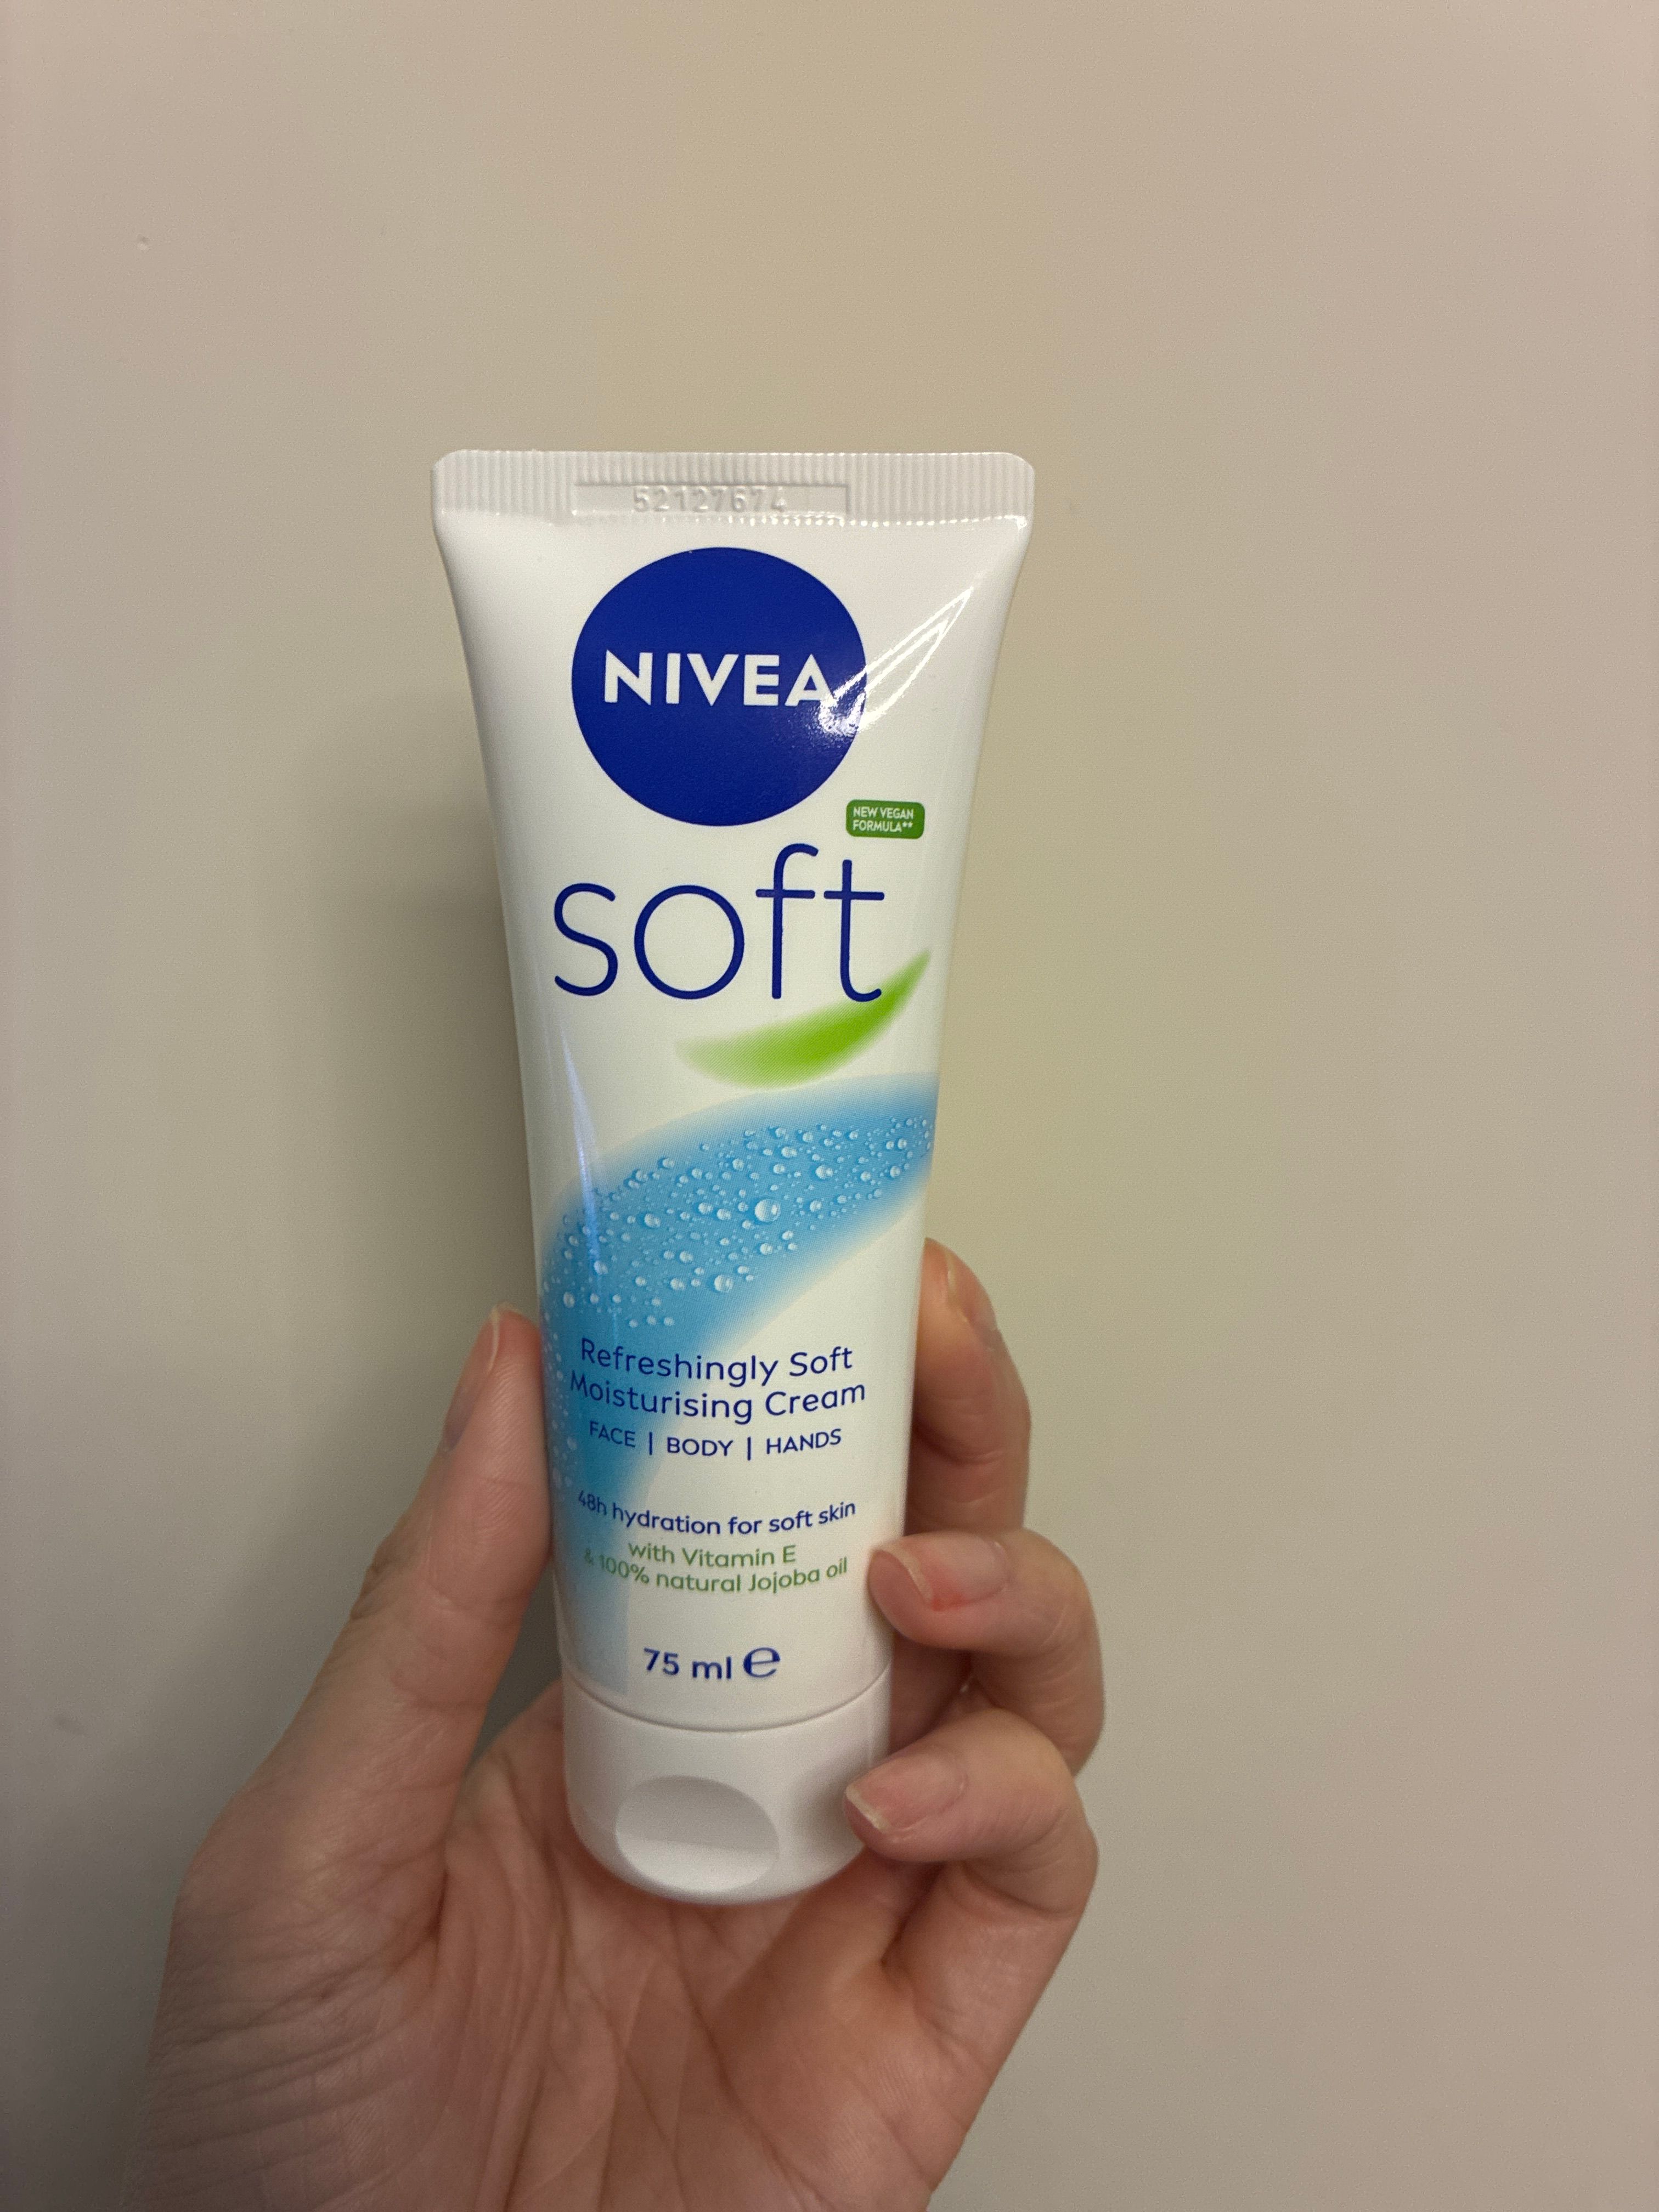 52127674
NIVEA
NEW VEGAN
FORMULA**
soft
Refreshingly Soft
Moisturising Cream
FACE | BODY | HANDS
48h hydration for soft skin
with Vitamin E
& 100% natural Jojoba oil
75 ml ℮